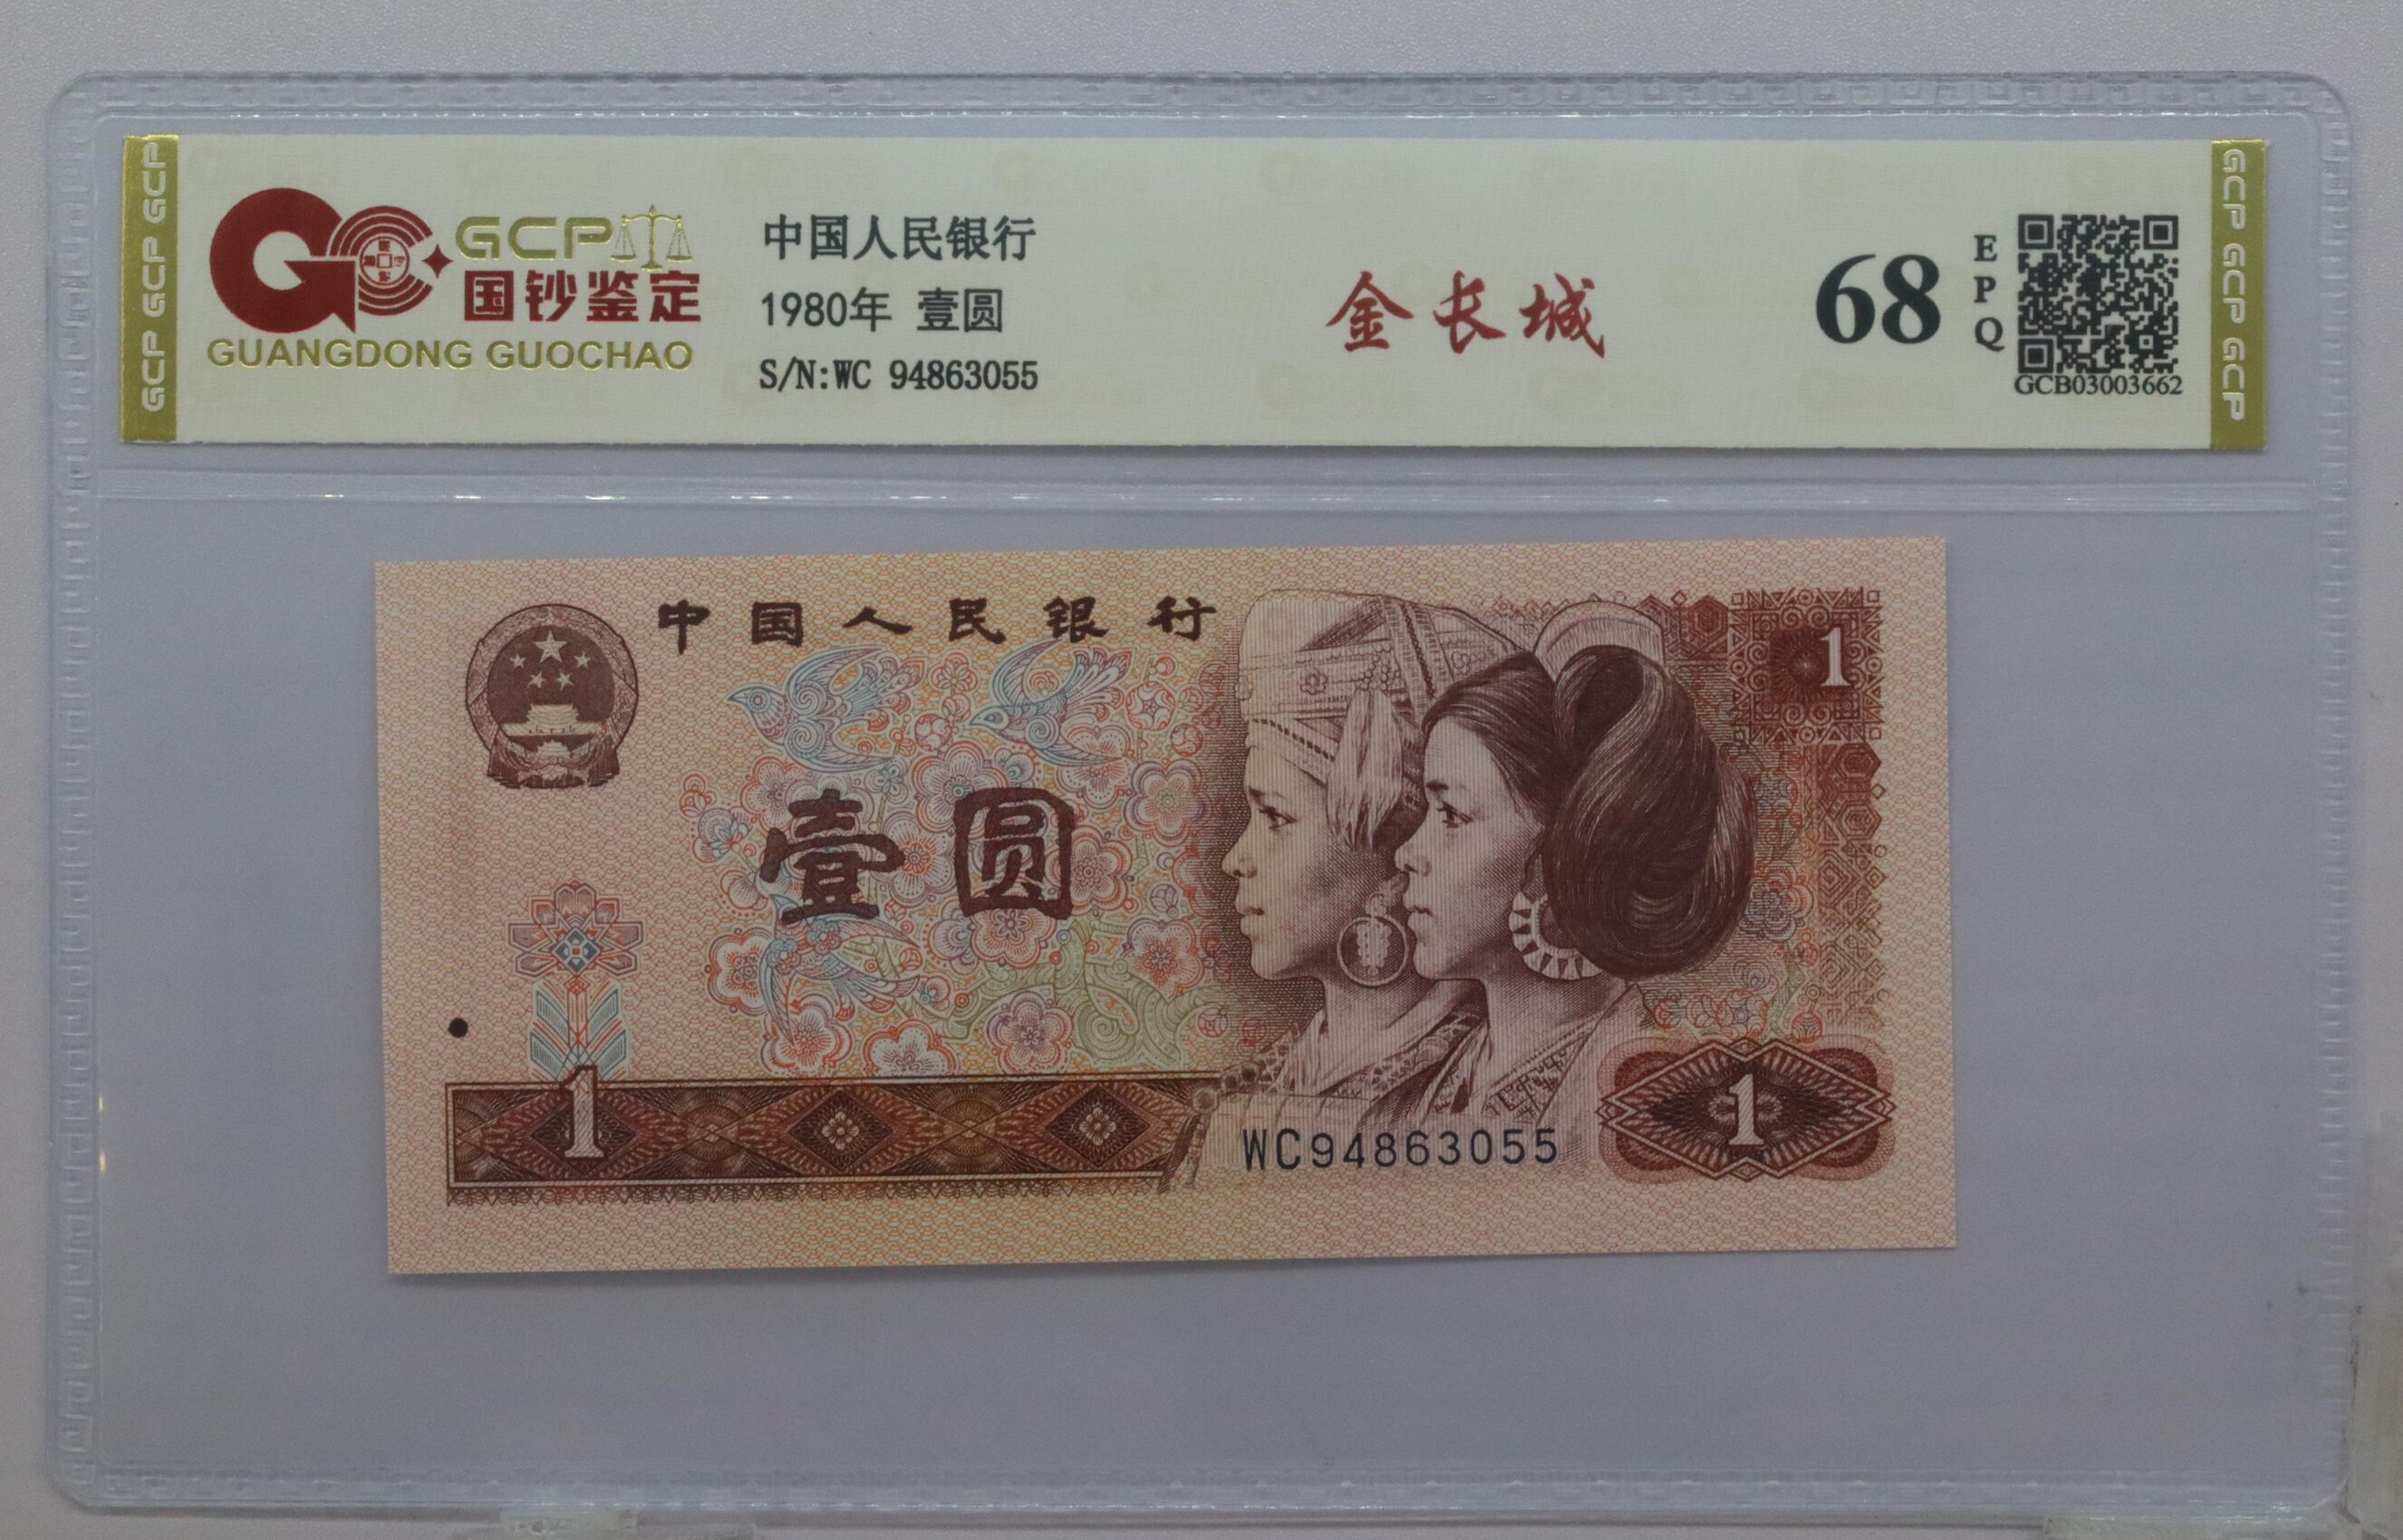 GCP GCP GCP
GCP
国钞鉴定
GUANGDONG GUOCHAO
中国人民银行
1980年 壹圆
S/N:WC 94863055
金长城
68
EPQ
GCB03003662
GCP GCP GCP
中国人民银行
1
壹圆
1
WC94863055
1